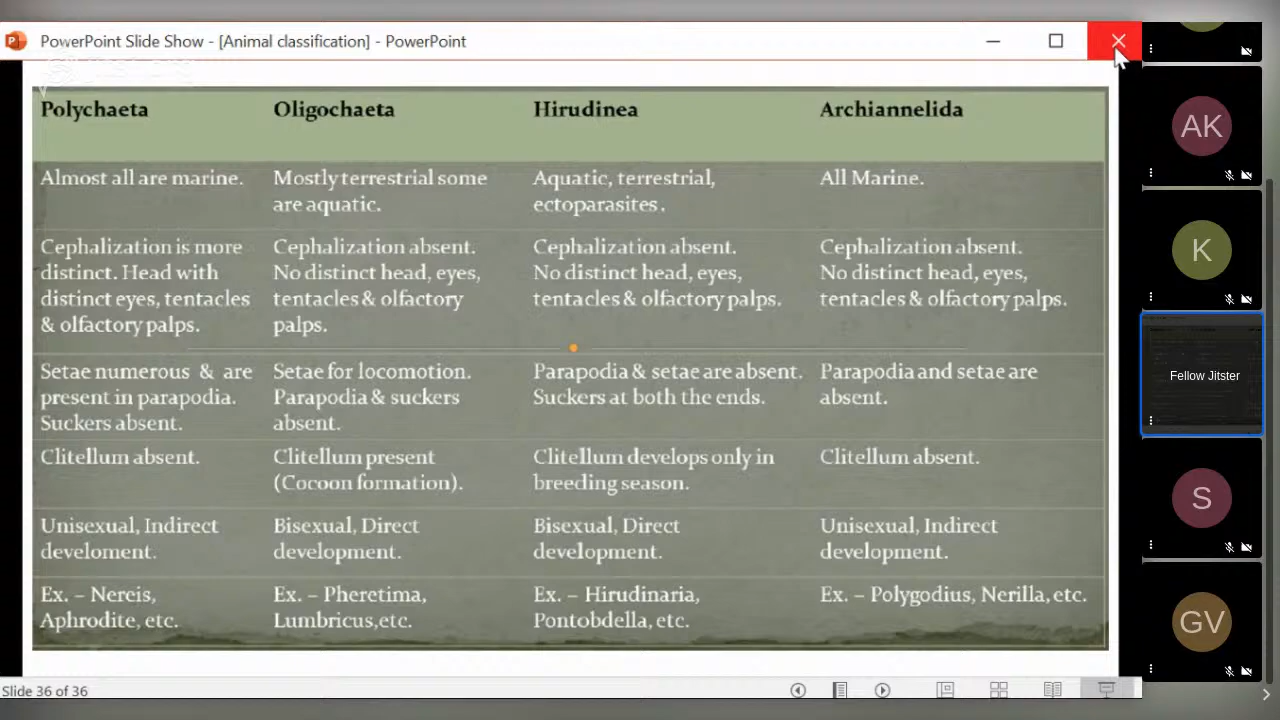 PowerPoint Slide Show - [Animal classification] - PowerPoint
Polychaeta
Oligochaeta
Hirudinea
Archiannelida
Almost all are marine.
Mostly terrestrial some
are aquatic.
Aquatic, terrestrial,
ectoparasites.
All Marine.
Cephalization is more
distinct. Head with
distinct eyes, tentacles
& olfactory palps.
Cephalization absent.
No distinct head, eyes,
tentacles & olfactory
palps.
Cephalization absent.
No distinct head, eyes,
tentacles & olfactory palps.
Cephalization absent.
No distinct head, eyes,
tentacles & olfactory palps.
Setae numerous & are
present in parapodia.
Suckers absent.
Setae for locomotion.
Parapodia & suckers
absent.
Parapodia & setae are absent.
Suckers at both the ends.
Parapodia and setae are
absent.
Clitellum absent.
Clitellum present
(Cocoon formation).
Clitellum develops only in
breeding season.
Clitellum absent.
Unisexual, Indirect
develoment.
Bisexual, Direct
development.
Bisexual, Direct
development.
Unisexual, Indirect
development.
Ex. – Nereis,
Aphrodite, etc.
Ex. – Pheretima,
Lumbricus,etc.
Ex. – Hirudinaria,
Pontobdella, etc.
Ex. – Polygodius, Nerilla, etc.
Slide 36 of 36
AK
K
Fellow Jitster
S
GV